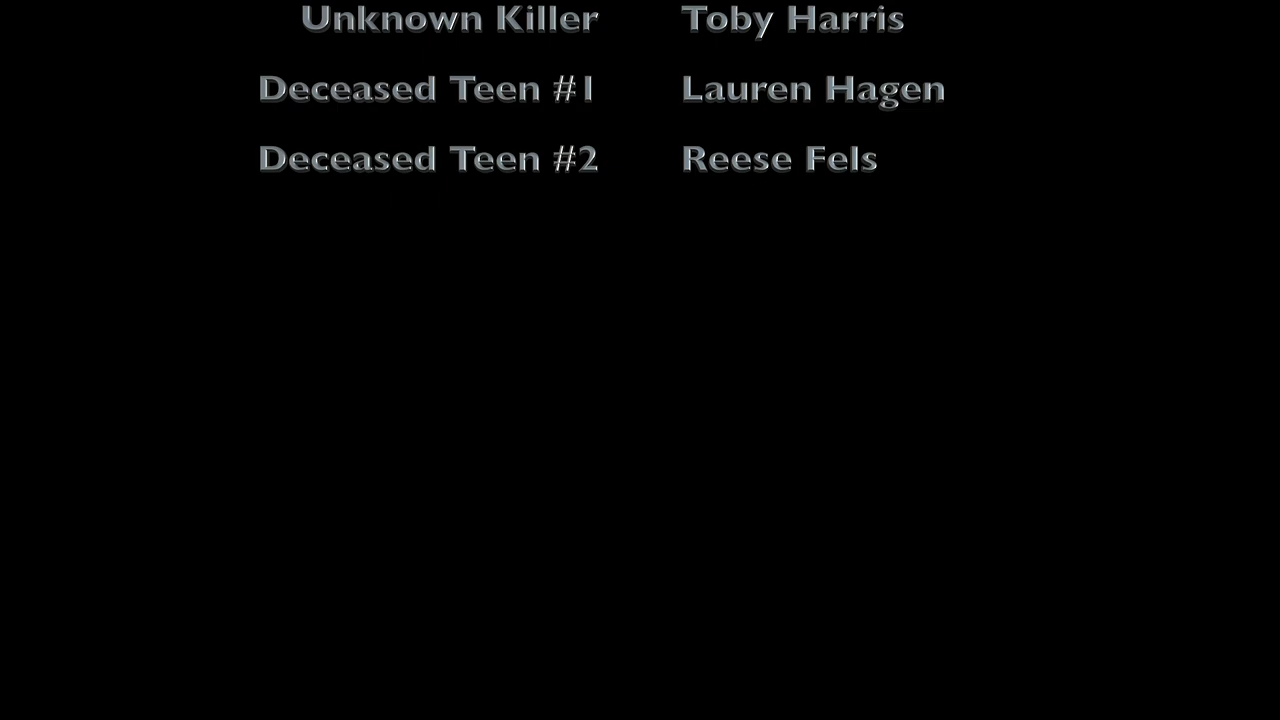 Unknown Killer Toby Harris
Deceased Teen #1 Lauren Hagen
Deceased Teen #2 Reese Fels